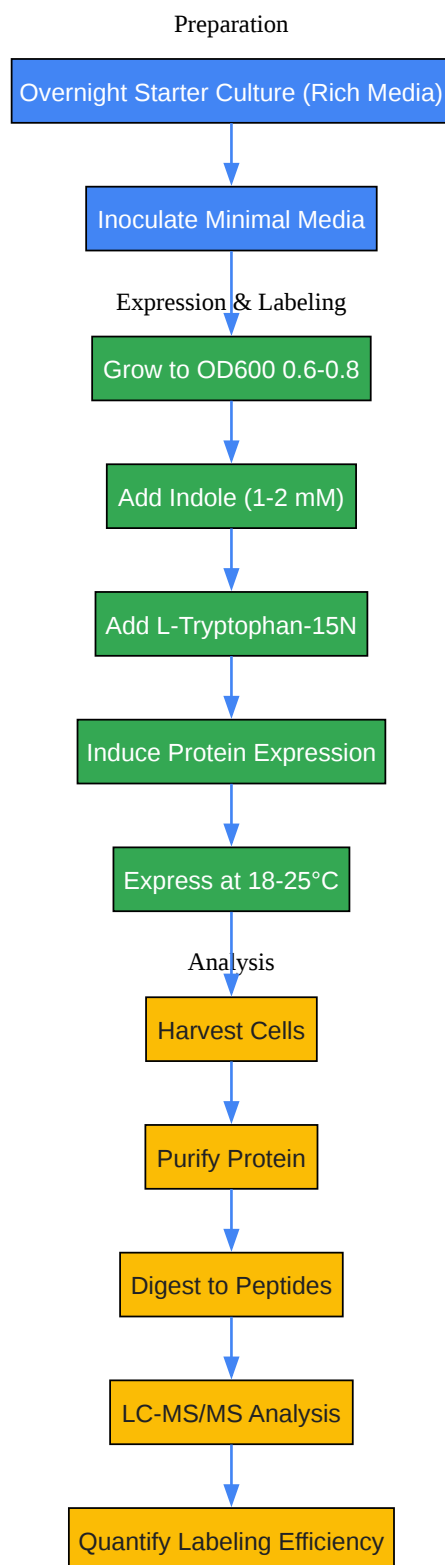 Preparation
Overnight Starter Culture (Rich Media)
Inoculate Minimal Media
Expression & Labeling
Grow to OD600 0.6-0.8
Add Indole (1-2 mM)
Add L-Tryptophan-15N
Induce Protein Expression
Express at 18-25°C
Analysis
Harvest Cells
Purify Protein
Digest to Peptides
LC-MS/MS Analysis
Quantify Labeling Efficiency